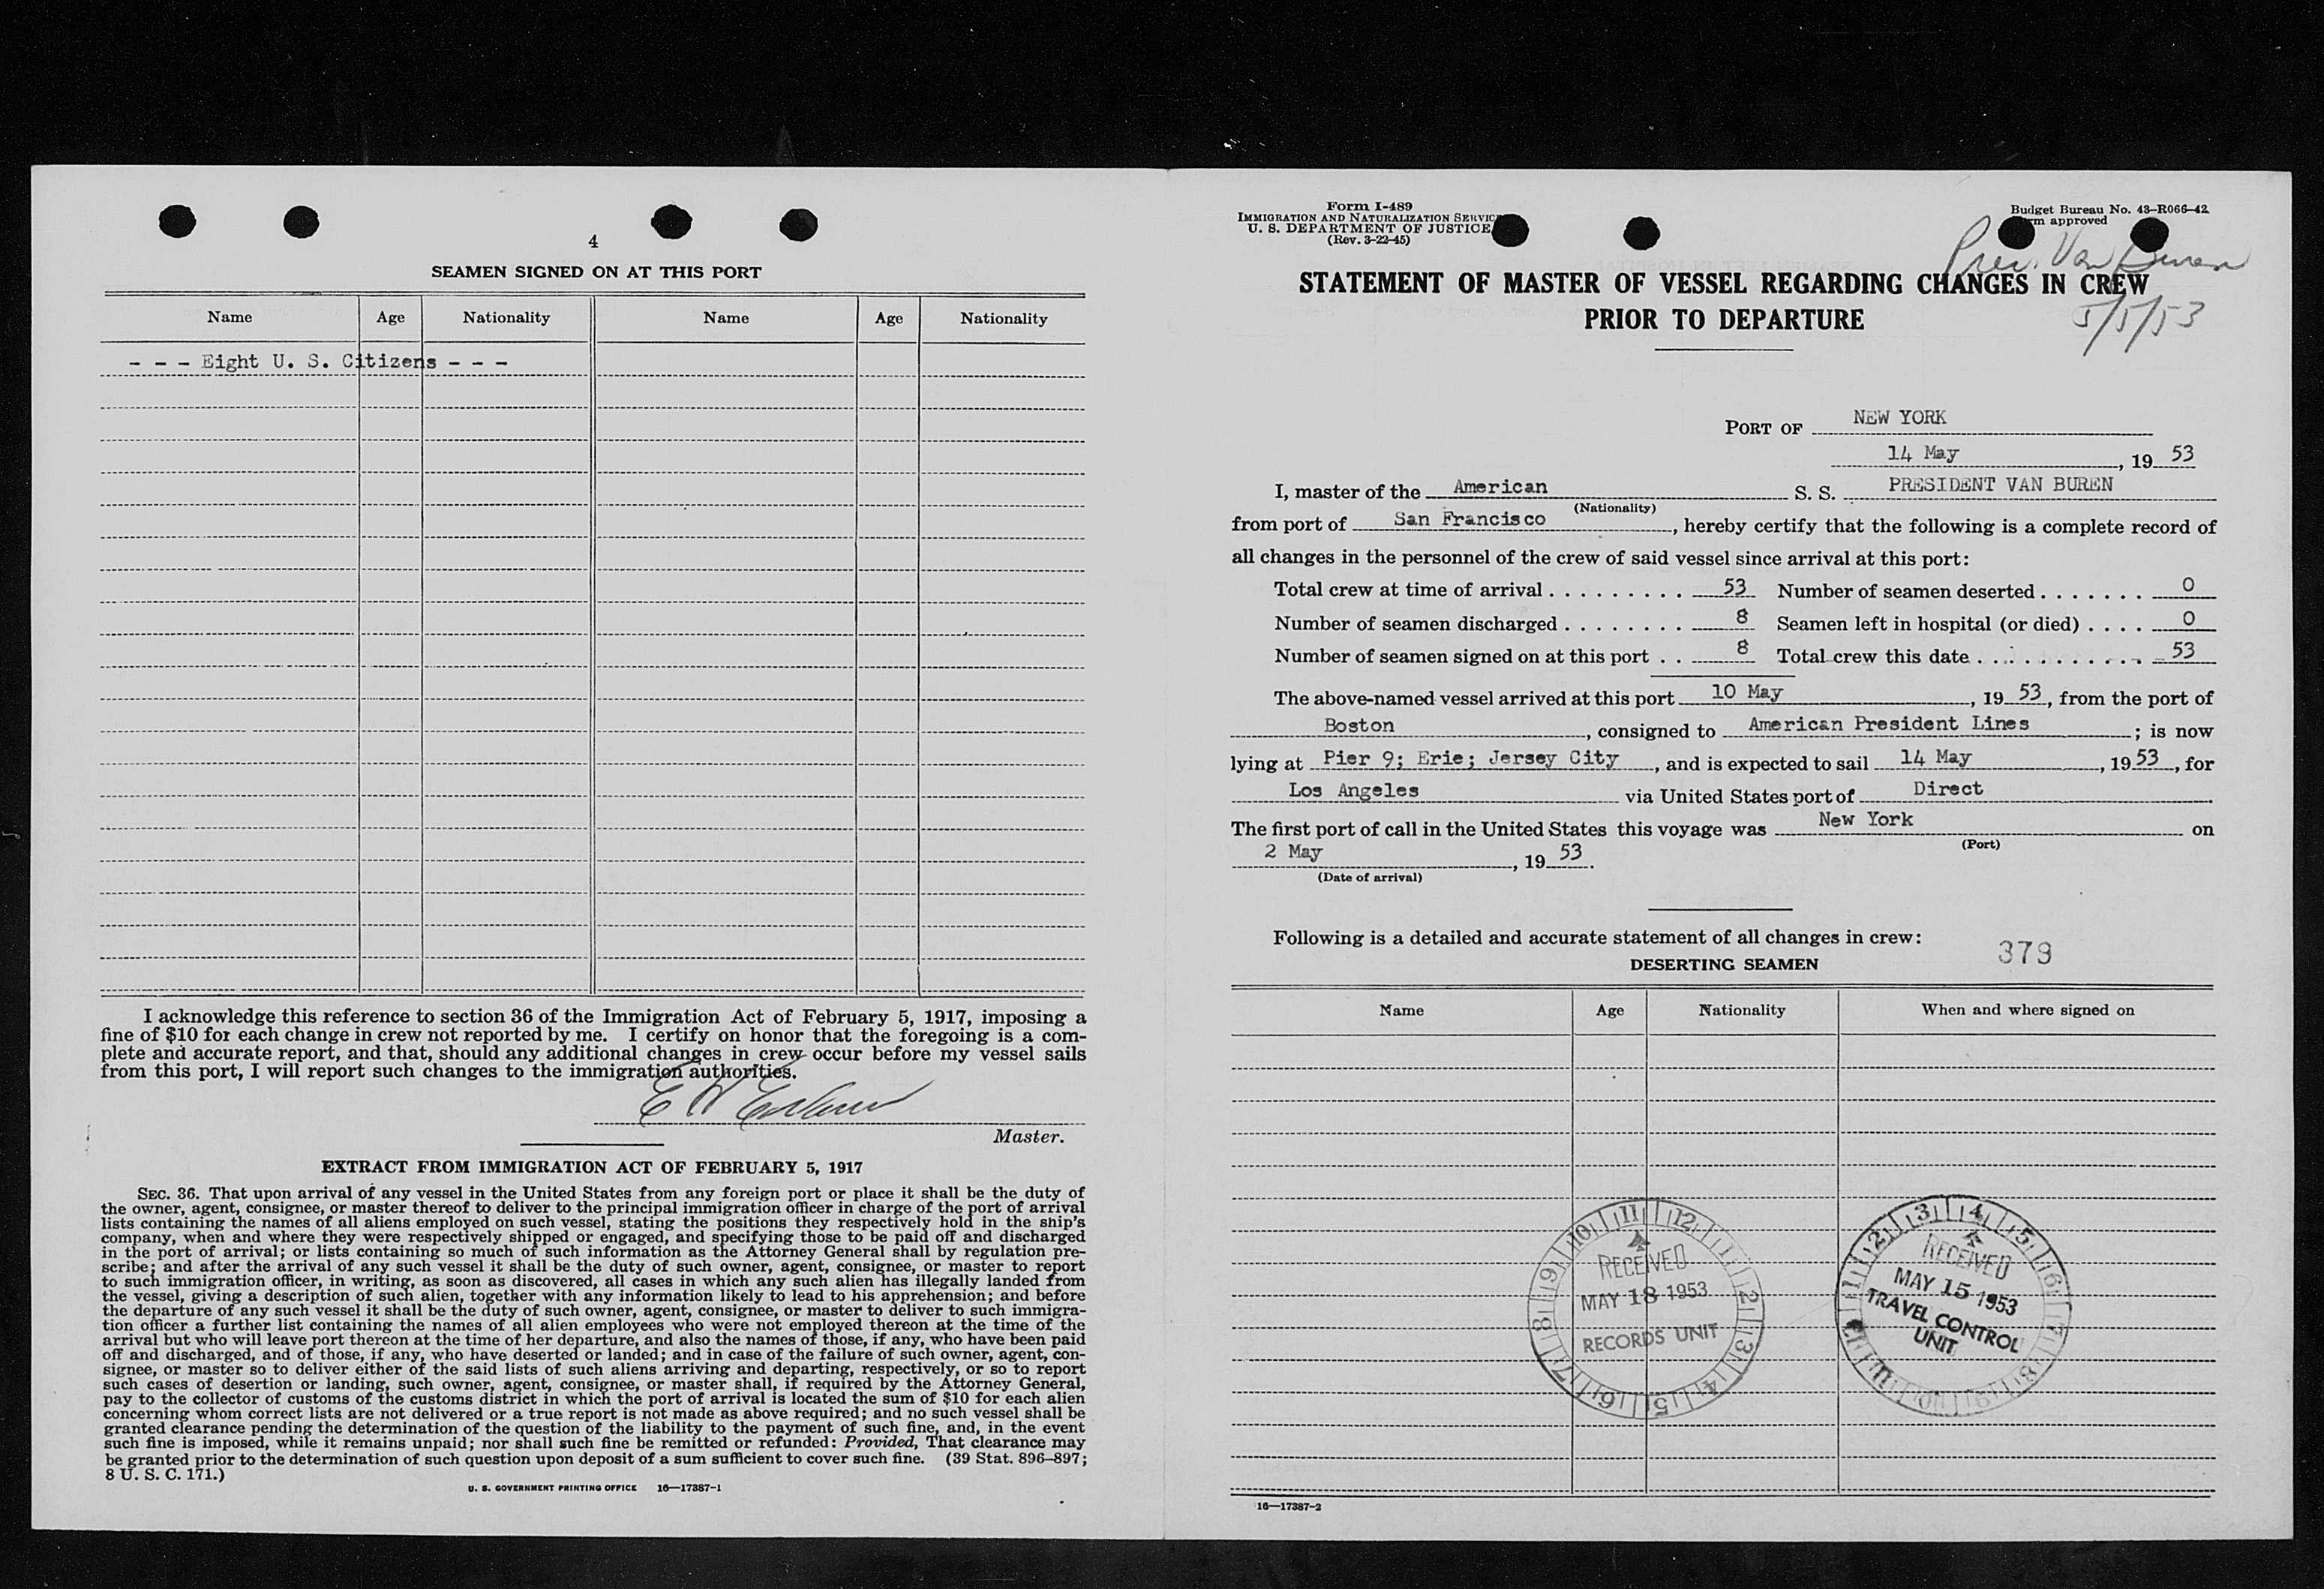 4
SEAMEN SIGNED ON AT THIS PORT
Name Age Nationality Name Age Nationality
- - - Eight U. S. Citizens - - -
I acknowledge this reference to section 36 of the Immigration Act of February 5, 1917, imposing a
fine of $10 for each change in crew not reported by me. I certify on honor that the foregoing is a com-
plete and accurate report, and that, should any additional changes in crew occur before my vessel sails
from this port, I will report such changes to the immigration authorities.
E W
Master.
EXTRACT FROM IMMIGRATION ACT OF FEBRUARY 5, 1917
SEC. 36. That upon arrival of any vessel in the United States from any foreign port or place it shall be the duty of
the owner, agent, consignee, or master thereof to deliver to the principal immigration officer in charge of the port of arrival
lists containing the names of all aliens employed on such vessel, stating the positions they respectively hold in the ship's
company, when and where they were respectively shipped or engaged, and specifying those to be paid off and discharged
in the port of arrival; or lists containing so much of such information as the Attorney General shall by regulation pre-
scribe; and after the arrival of any such vessel it shall be the duty of such owner, agent, consignee, or master to report
to such immigration officer, in writing, as soon as discovered, all cases in which any such alien has illegally landed from
the vessel, giving a description of such alien, together with any information likely to lead to his apprehension; and before
the departure of any such vessel it shall be the duty of such owner, agent, consignee, or master to deliver to such immigra-
tion officer a further list containing the names of all alien employees who were not employed thereon at the time of the
arrival but who will leave port thereon at the time of her departure, and also the names of those, if any, who have been paid
off and discharged, and of those, if any, who have deserted or landed; and in case of the failure of such owner, agent, con-
signee, or master so to deliver either of the said lists of such aliens arriving and departing, respectively, or so to report
such cases of desertion or landing, such owner, agent, consignee, or master shall, if required by the Attorney General,
pay to the collector of customs of the customs district in which the port of arrival is located the sum of $10 for each alien
concerning whom correct lists are not delivered or a true report is not made as above required; and no such vessel shall be
granted clearance pending the determination of the question of the liability to the payment of such fine, and, in the event
such fine is imposed, while it remains unpaid; nor shall such fine be remitted or refunded: Provided, That clearance may
be granted prior to the determination of such question upon deposit of a sum sufficient to cover such fine. (39 Stat. 896–897;
8 U. S. C. 171.)
U. S. GOVERNMENT PRINTING OFFICE 16—17387-1
Form I-489
IMMIGRATION AND NATURALIZATION SERVIC
U. S. DEPARTMENT OF JUSTICE
(Rev. 3-22-45)
Budget Bureau No. 43–R066–42
m approved
Pres. Van Buren
STATEMENT OF MASTER OF VESSEL REGARDING CHANGES IN CREW
PRIOR TO DEPARTURE
5/5/53
PORT OF NEW YORK
14 May, 19 53
I, master of the American S. S. PRESIDENT VAN BUREN
(Nationality)
from port of San Francisco, hereby certify that the following is a complete record of
all changes in the personnel of the crew of said vessel since arrival at this port:
Total crew at time of arrival . . . . . . . . . 53 Number of seamen deserted . . . . . . . 0
Number of seamen discharged . . . . . . . . 8 Seamen left in hospital (or died) . . . . 0
Number of seamen signed on at this port . . 8 Total crew this date . . . . . . . . . . . . 53
The above-named vessel arrived at this port 10 May, 19 53, from the port of
Boston, consigned to American President Lines; is now
lying at Pier 9; Erie; Jersey City, and is expected to sail 14 May, 19 53, for
Los Angeles via United States port of Direct
The first port of call in the United States this voyage was New York on
(Port)
2 May, 19 53.
(Date of arrival)
Following is a detailed and accurate statement of all changes in crew:
379
DESERTING SEAMEN
Name Age Nationality When and where signed on
11 12 1 2 3 4 5 6 7 8 9 10
RECEIVED
MAY 18 1953
RECORDS UNIT
1 2 3 4 5 6 7 8 9 10 11
RECEIVED
MAY 15 1953
TRAVEL CONTROL
UNIT
16—17387-2